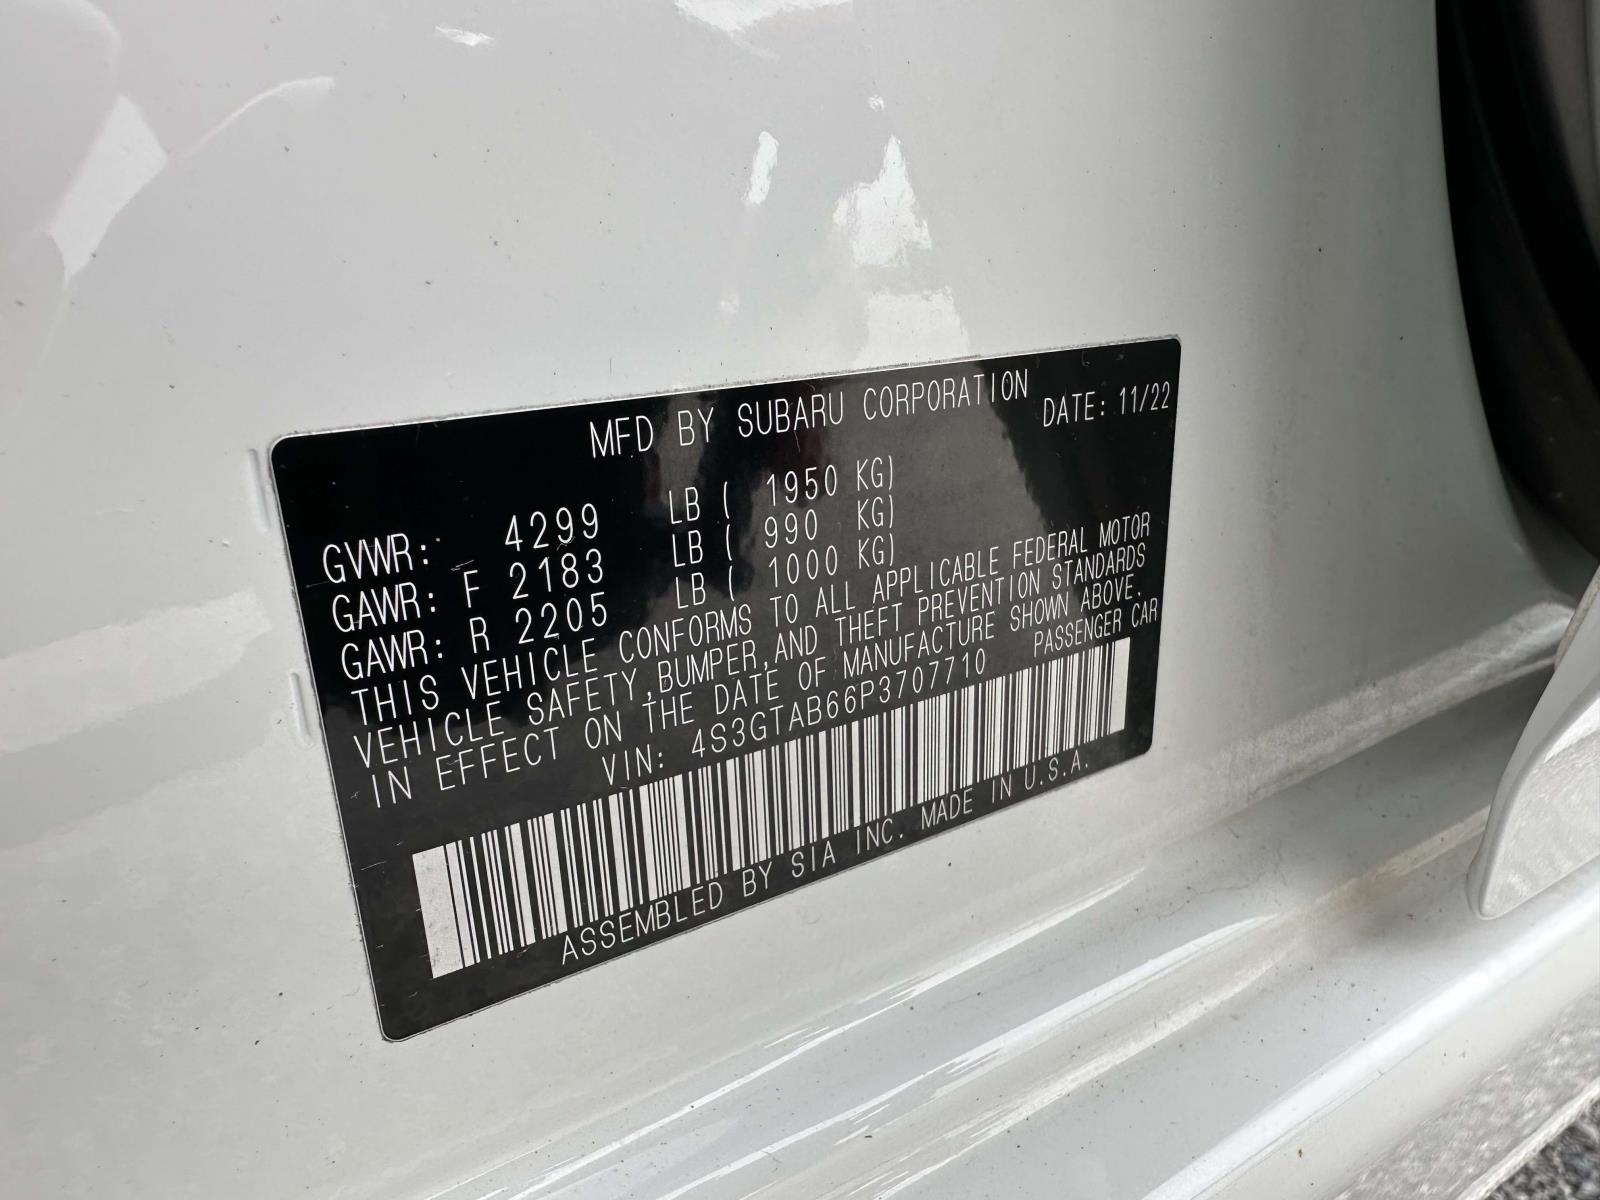 MFD BY SUBARU CORPORATION DATE: 11/22
GVWR: 4299 LB ( 1950 KG)
GAWR: F 2183 LB ( 990 KG)
GAWR: R 2205 LB ( 1000 KG)
THIS VEHICLE CONFORMS TO ALL APPLICABLE FEDERAL MOTOR
VEHICLE SAFETY,BUMPER,AND THEFT PREVENTION STANDARDS
IN EFFECT ON THE DATE OF MANUFACTURE SHOWN ABOVE.
VIN: 4S3GTAB66P3707710 PASSENGER CAR
ASSEMBLED BY SIA INC. MADE IN U.S.A.